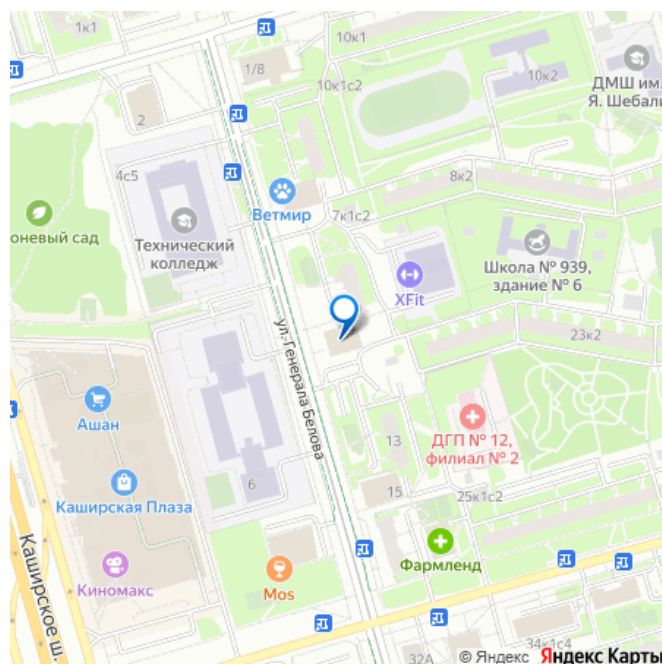 1к1
10к1
1/8
10к1с2
10к2
ДМШ им.
Я. Шебали
2
4с5
8к2
Ветмир
7к1с2
оневый сад
Технический
колледж
Школа № 939,
здание № 6
XFit
23к2
ул. Генерала Белова
Ашан
13
ДГП № 12,
филиал № 2
6
15
25к1с2
Каширская Плаза
Каширское ш.
Фармленд
Киномакс
Mos
32А
34к1с4
© Яндекс Яндекс Карты